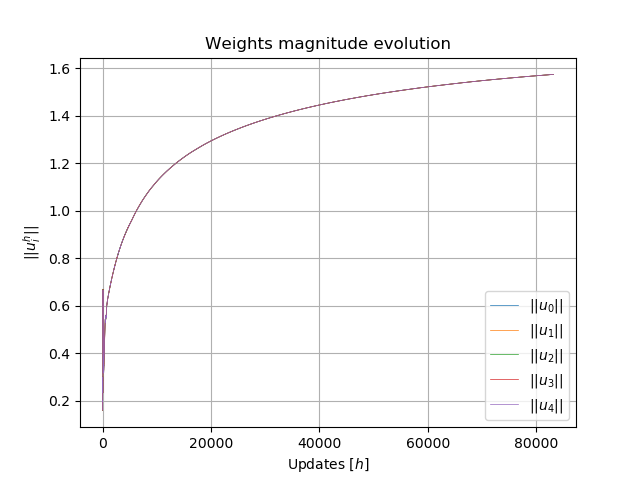 Weights magnitude evolution
1.6
1.4
1.2
1.0
0.8
0.6
0.4
0.2
||u_i^h||
||u_0||
||u_1||
||u_2||
||u_3||
||u_4||
0 20000 40000 60000 80000
Updates [h]